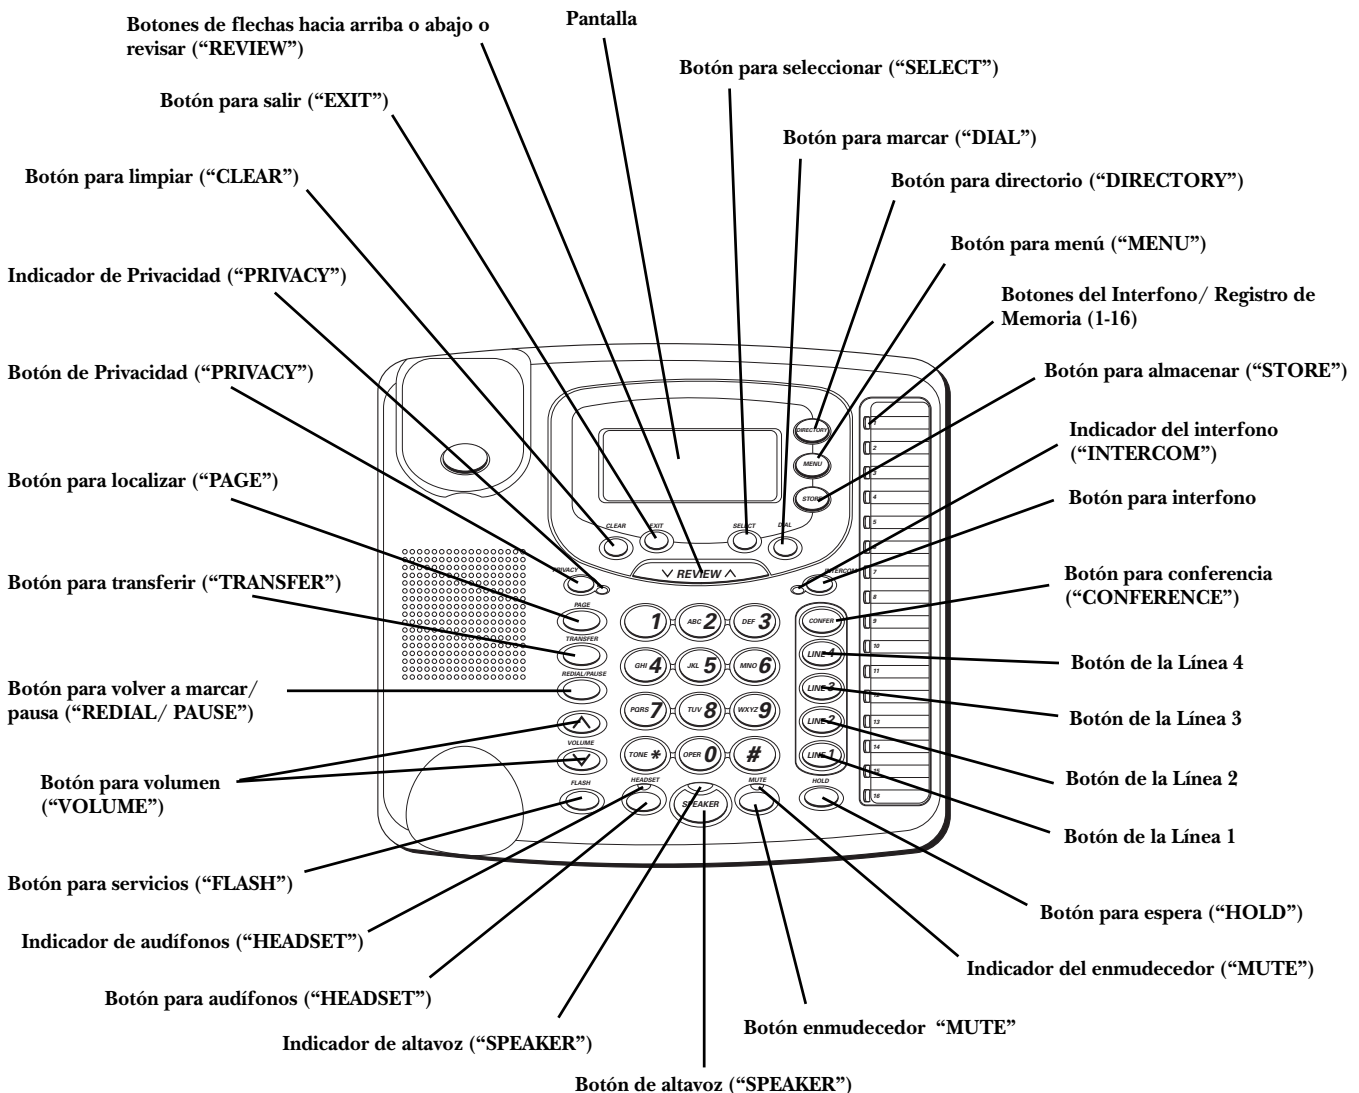 Botones de flechas hacia arriba o abajo o
revisar (“REVIEW”)
Pantalla
Botón para seleccionar (“SELECT”)
Botón para salir (“EXIT”)
Botón para marcar (“DIAL”)
Botón para limpiar (“CLEAR”)
Botón para directorio (“DIRECTORY”)
Botón para menú (“MENU”)
Indicador de Privacidad (“PRIVACY”)
Botones del Interfono/ Registro de
Memoria (1-16)
Botón de Privacidad (“PRIVACY”)
Botón para almacenar (“STORE”)
Indicador del interfono
(“INTERCOM”)
Botón para localizar (“PAGE”)
Botón para interfono
Botón para transferir (“TRANSFER”)
Botón para conferencia
(“CONFERENCE”)
Botón de la Línea 4
Botón para volver a marcar/
pausa (“REDIAL/ PAUSE”)
Botón de la Línea 3
Botón para volumen
(“VOLUME”)
Botón de la Línea 2
Botón de la Línea 1
Botón para servicios (“FLASH”)
Botón para espera (“HOLD”)
Indicador de audífonos (“HEADSET”)
Indicador del enmudecedor (“MUTE”)
Botón para audífonos (“HEADSET”)
Botón enmudecedor “MUTE”
Indicador de altavoz (“SPEAKER”)
Botón de altavoz (“SPEAKER”)
DIRECTORY
MENU
STORE
CLEAR
EXIT
SELECT
DIAL
REVIEW
PRIVACY
INTERCOM
PAGE
TRANSFER
REDIAL/PAUSE
VOLUME
FLASH
1
ABC 2
DEF 3
GHI 4
JKL 5
MNO 6
PQRS 7
TUV 8
WXYZ 9
TONE *
OPER 0
#
HEADSET
SPEAKER
MUTE
CONFER
LINE 4
LINE 3
LINE 2
LINE 1
HOLD
1
2
3
4
5
6
7
8
9
10
11
12
13
14
15
16